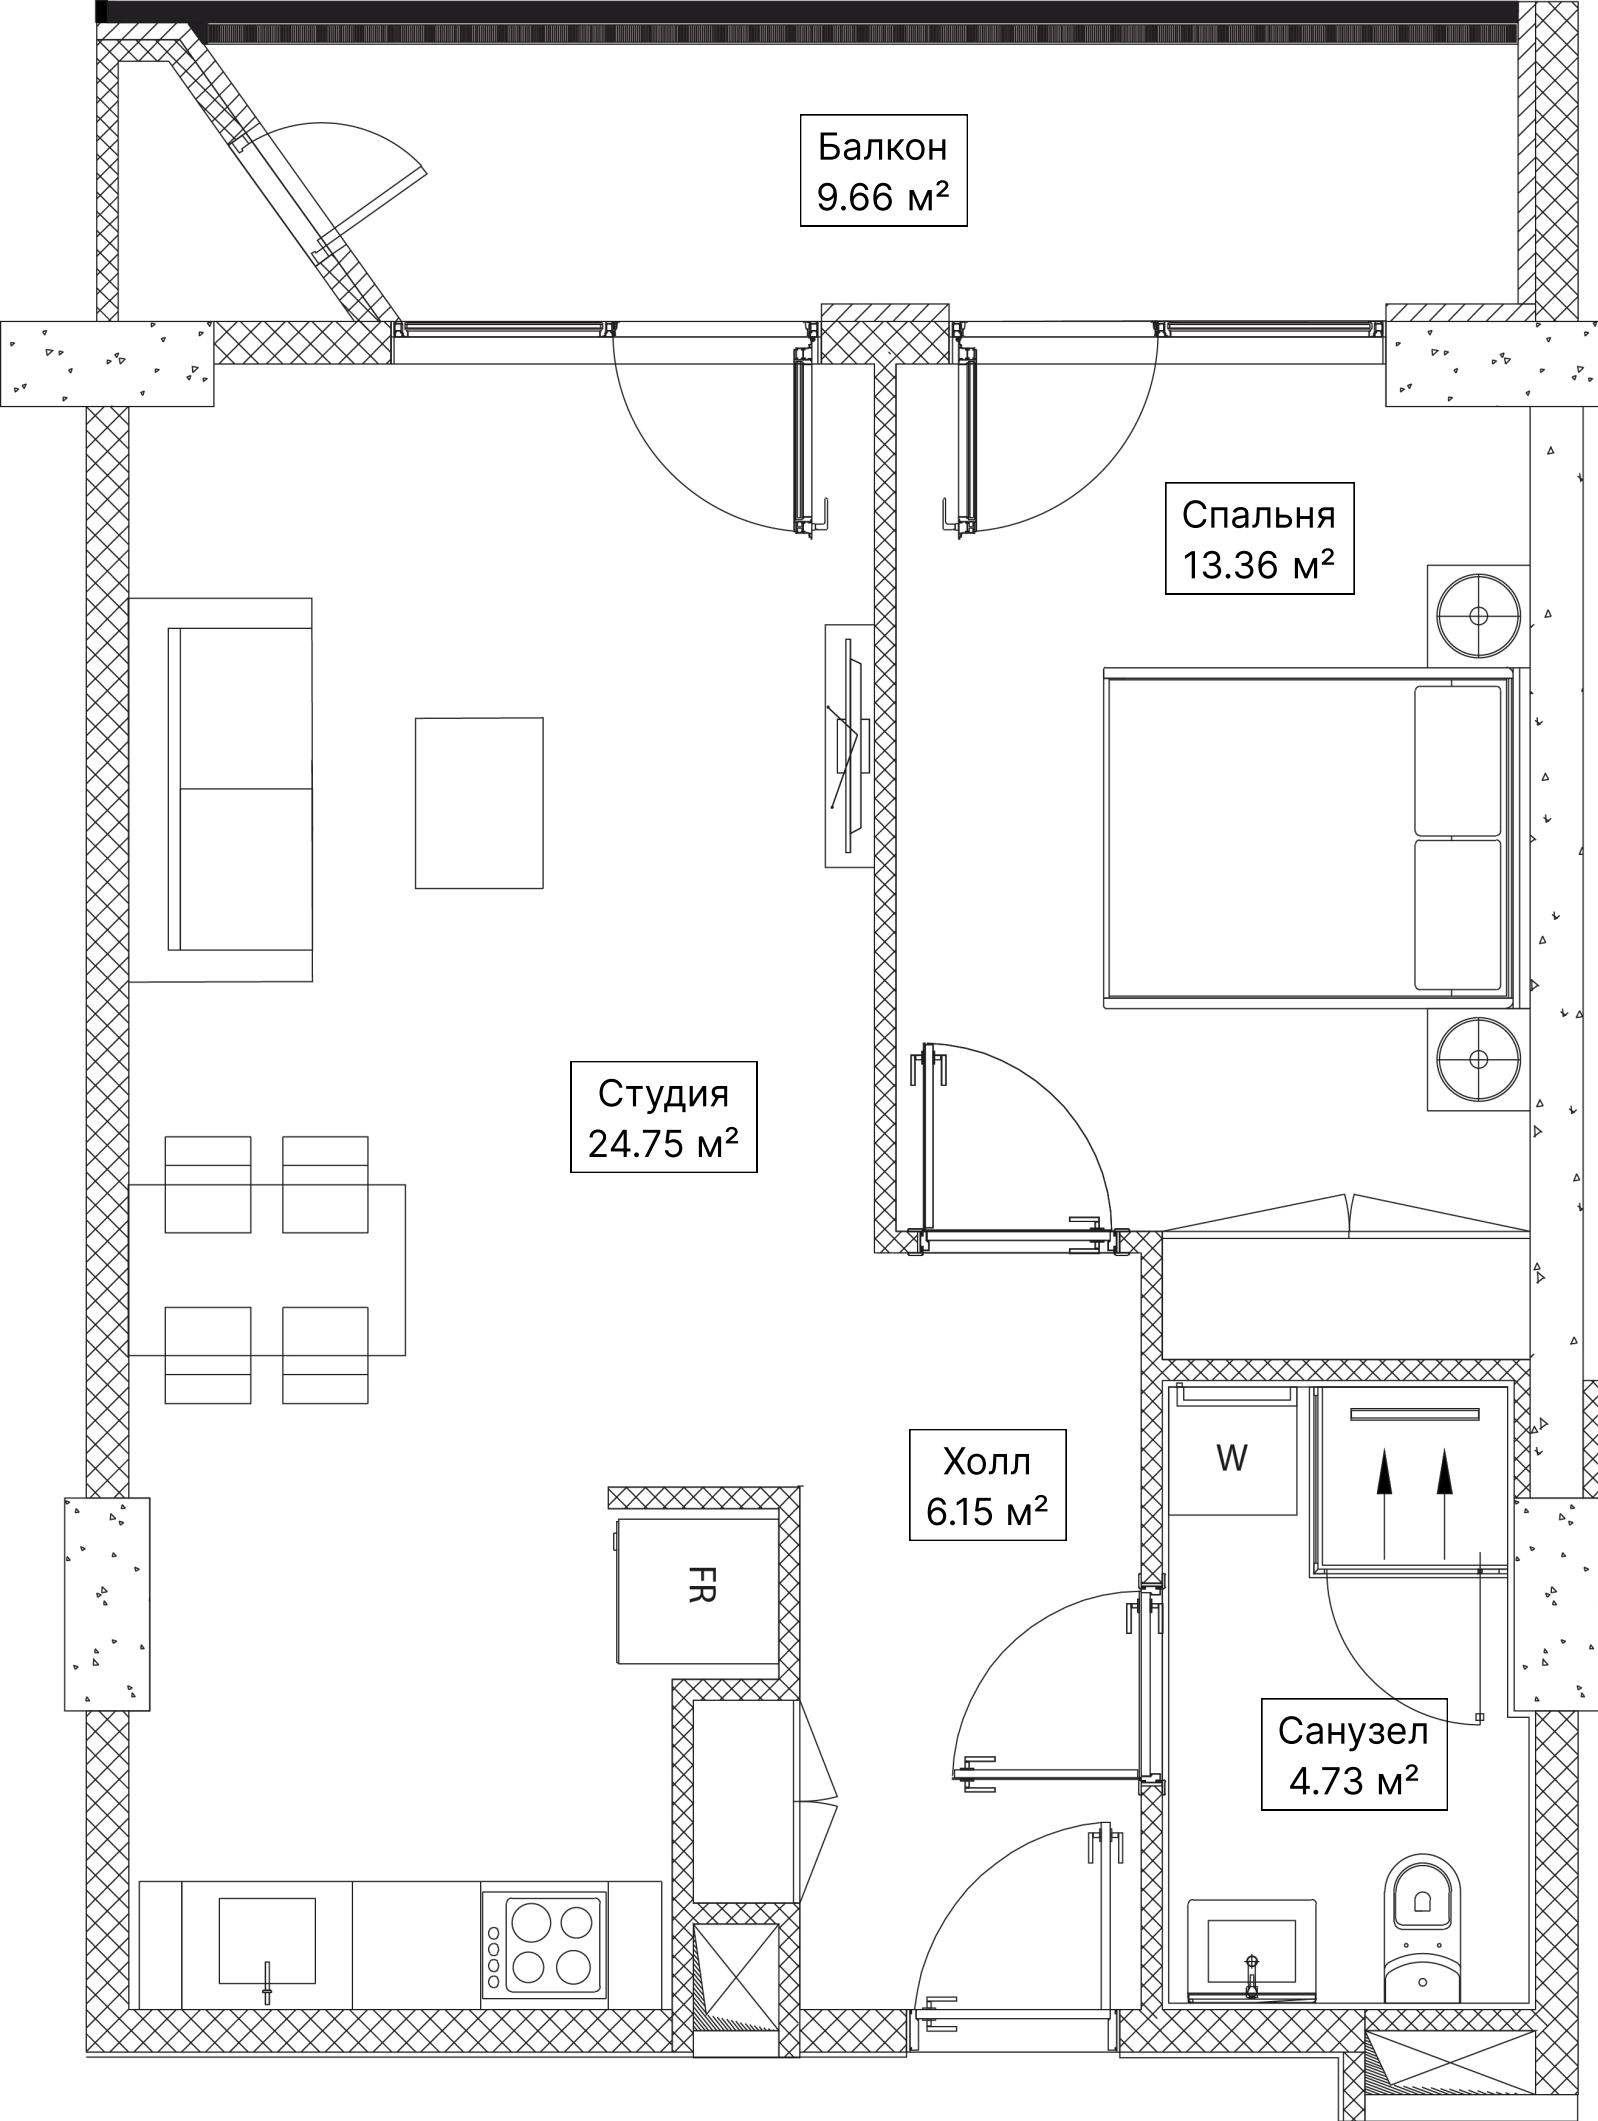 Балкон
9.66 м²
Спальня
13.36 м²
Студия
24.75 м²
Холл
6.15 м²
W
FR
Санузел
4.73 м²